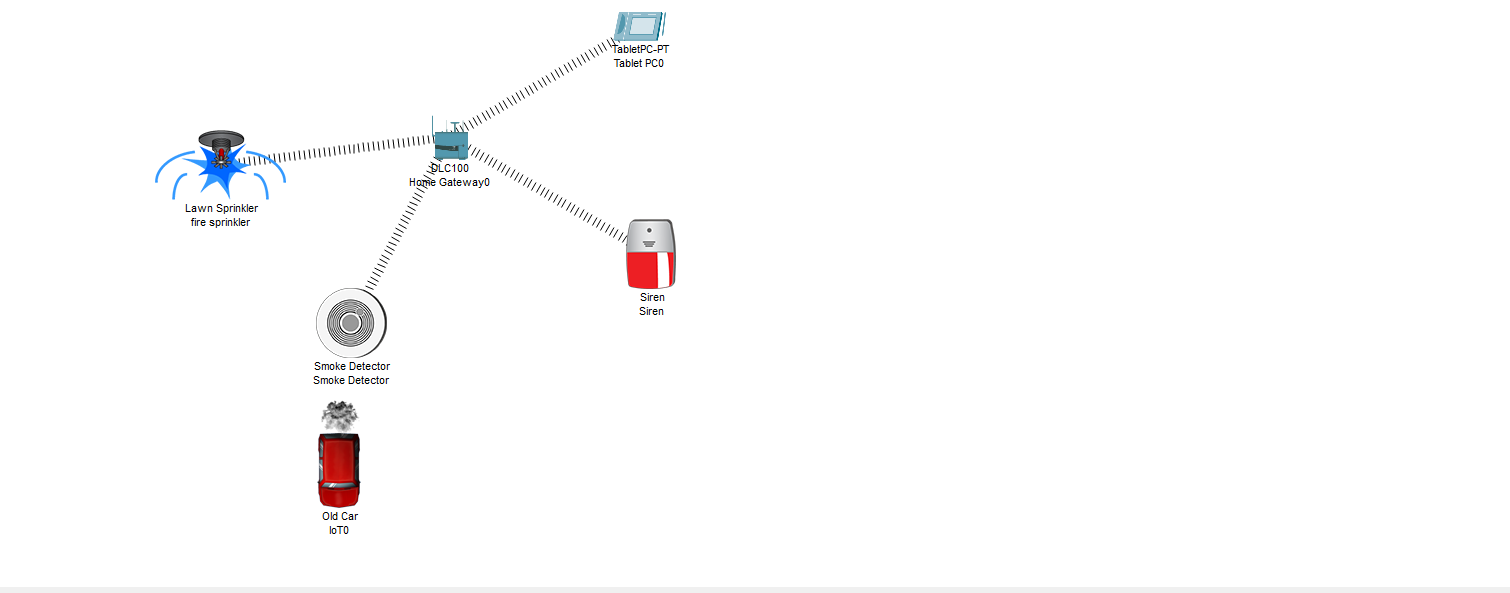 TabletPC-PT
Tablet PC0
DLC100
Home Gateway0
Lawn Sprinkler
fire sprinkler
Siren
Siren
Smoke Detector
Smoke Detector
Old Car
IoT0